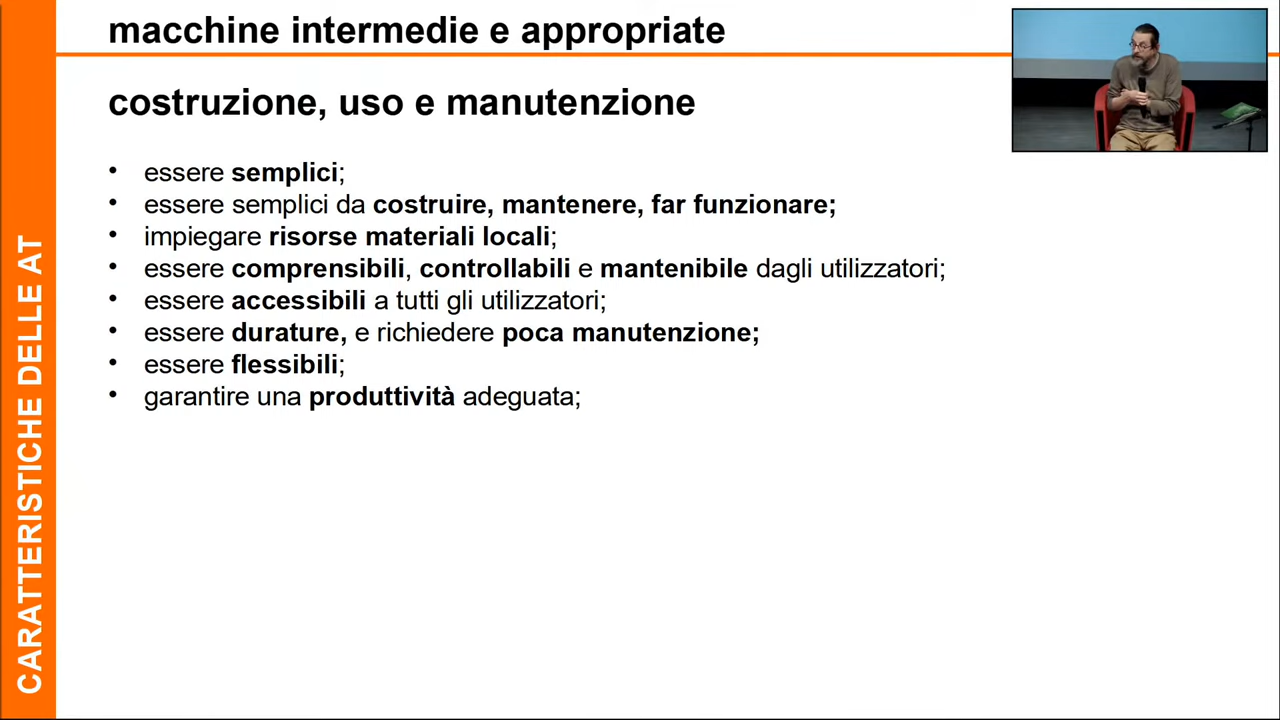 macchine intermedie e appropriate
costruzione, uso e manutenzione
• essere semplici;
• essere semplici da costruire, mantenere, far funzionare;
• impiegare risorse materiali locali;
• essere comprensibili, controllabili e mantenibile dagli utilizzatori;
• essere accessibili a tutti gli utilizzatori;
• essere durature, e richiedere poca manutenzione;
• essere flessibili;
• garantire una produttività adeguata;
CARATTERISTICHE DELLE AT